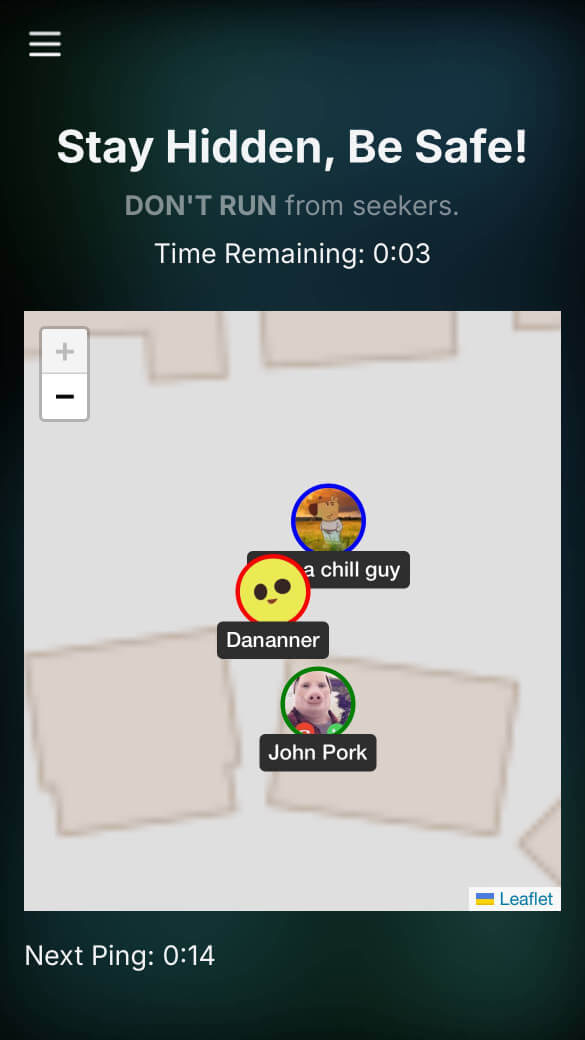 Stay Hidden, Be Safe!
DON'T RUN from seekers.
Time Remaining: 0:03
+
−
a chill guy
Dananner
John Pork
Leaflet
Next Ping: 0:14